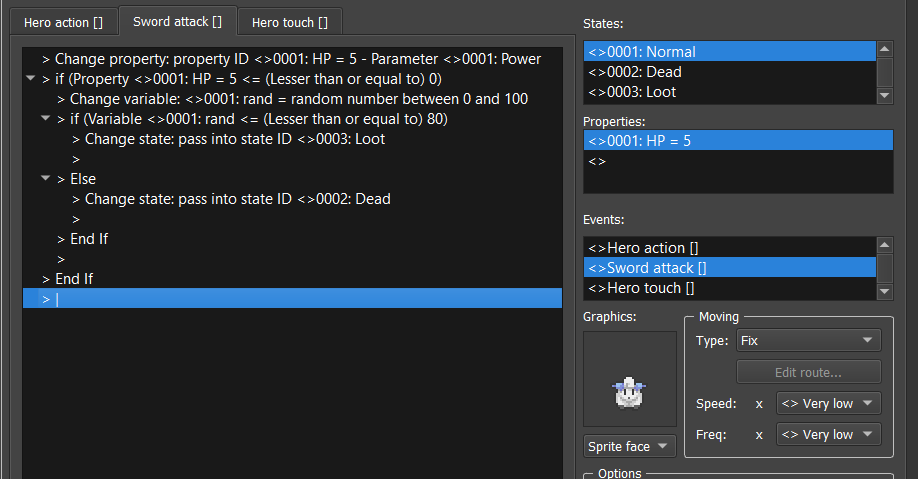 Hero action []
Sword attack []
Hero touch []
> Change property: property ID <>0001: HP = 5 - Parameter <>0001: Power
> if (Property <>0001: HP = 5 <= (Lesser than or equal to) 0)
> Change variable: <>0001: rand = random number between 0 and 100
> if (Variable <>0001: rand <= (Lesser than or equal to) 80)
> Change state: pass into state ID <>0003: Loot
>
> Else
> Change state: pass into state ID <>0002: Dead
>
> End If
>
> End If
>
States:
<>0001: Normal
<>0002: Dead
<>0003: Loot
Properties:
<>0001: HP = 5
<>
Events:
<>Hero action []
<>Sword attack []
<>Hero touch []
Graphics:
Sprite face
Moving
Type: Fix
Edit route...
Speed: x <> Very low
Freq: x <> Very low
Options